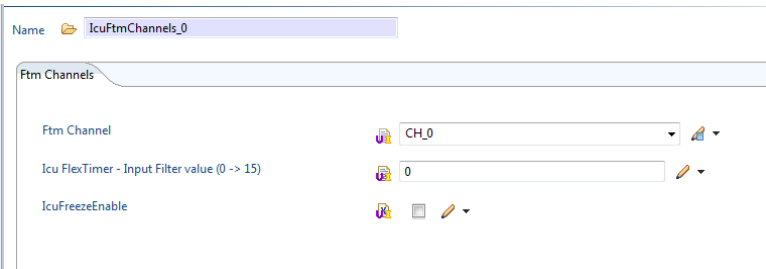 Name IcuFtmChannels_0
Ftm Channels
Ftm Channel CH_0
Icu FlexTimer - Input Filter value (0 -> 15) 0
IcuFreezeEnable